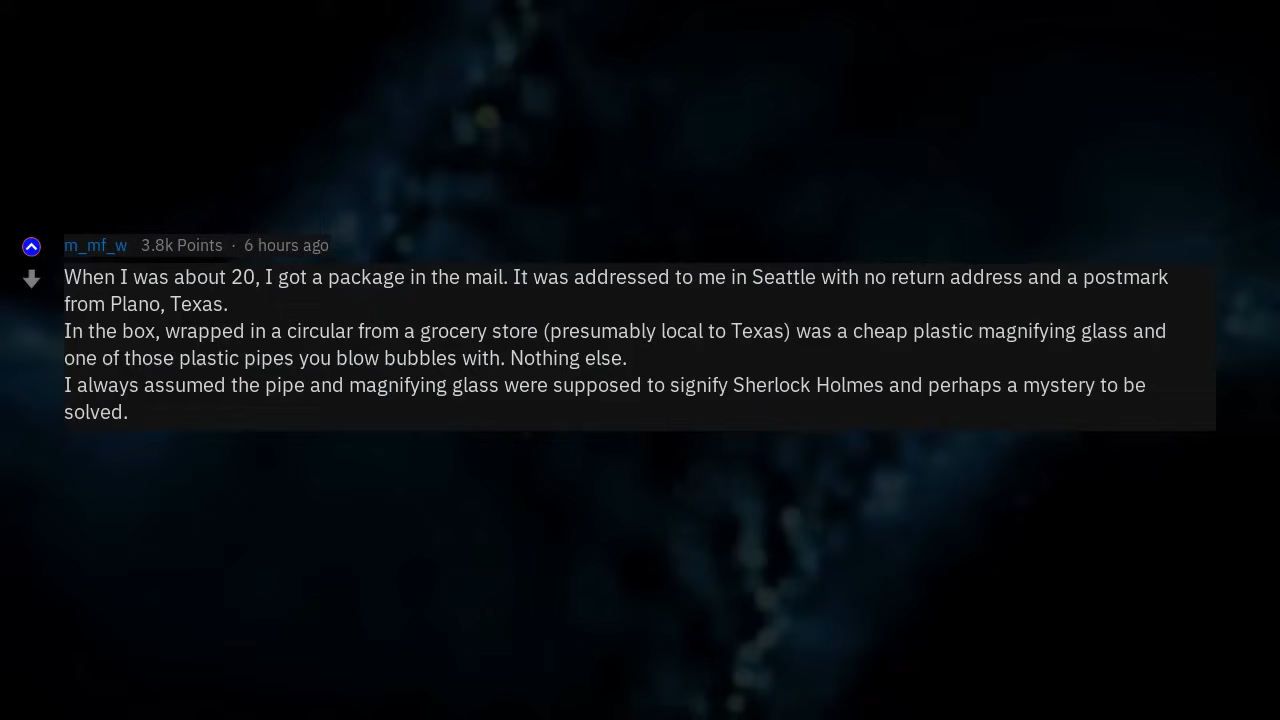 m_mf_w 3.8k Points · 6 hours ago
When I was about 20, I got a package in the mail. It was addressed to me in Seattle with no return address and a postmark
from Plano, Texas.
In the box, wrapped in a circular from a grocery store (presumably local to Texas) was a cheap plastic magnifying glass and
one of those plastic pipes you blow bubbles with. Nothing else.
I always assumed the pipe and magnifying glass were supposed to signify Sherlock Holmes and perhaps a mystery to be
solved.